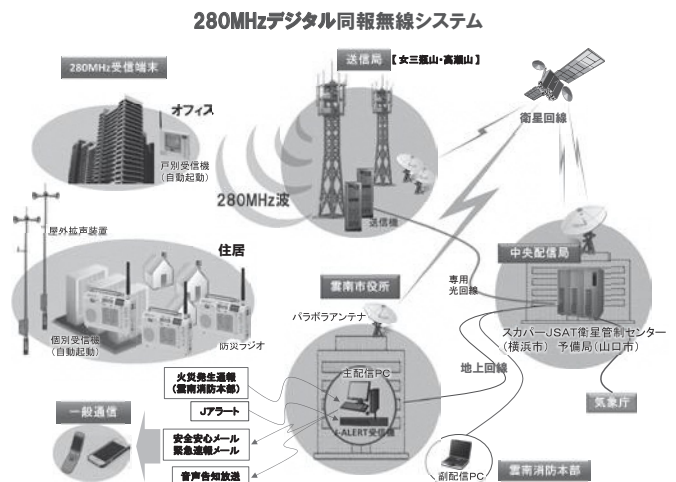 280MHzデジタル同報無線システム
280MHz受信端末
送信局
【女三瓶山・高瀬山】
オフィス
戸別受信機
(自動起動)
280MHz波
送信機
衛星回線
屋外拡声装置
住居
個別受信機
(自動起動)
防災ラジオ
雲南市役所
パラボラアンテナ
専用
光回線
中央配信局
スカパーJSAT衛星管制センター
(横浜市) 予備局(山口市)
地上回線
気象庁
火災発生通報
(雲南消防本部)
Jアラート
安全安心メール
緊急速報メール
音声告知放送
一般通信
主配信PC
J-ALERT受信機
副配信PC
雲南消防本部